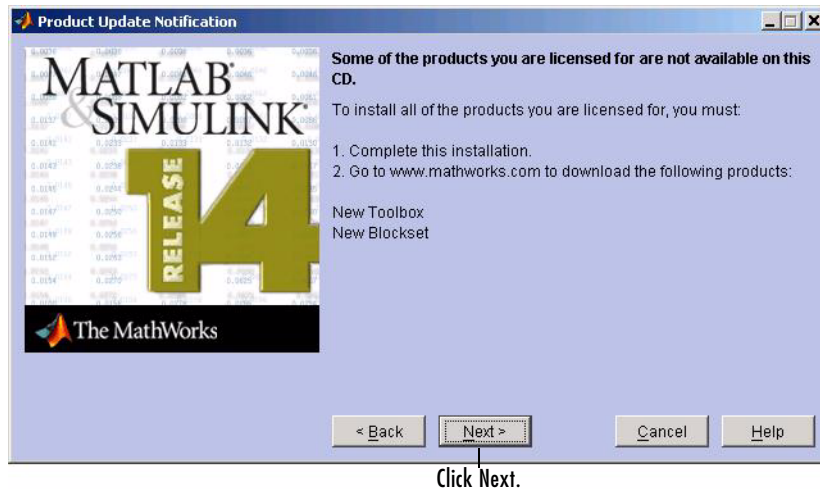 Product Update Notification
MATLAB®
&SIMULINK®
RELEASE
14
The MathWorks
Some of the products you are licensed for are not available on this
CD.
To install all of the products you are licensed for, you must:
1. Complete this installation.
2. Go to www.mathworks.com to download the following products:
New Toolbox
New Blockset
< Back
Next >
Cancel
Help
Click Next.